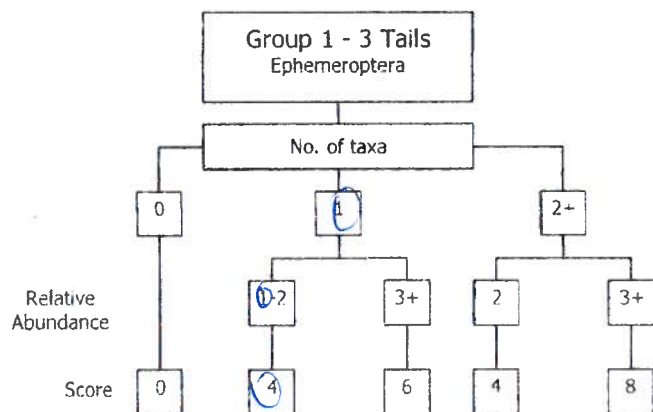 Group 1 - 3 Tails
Ephemeroptera
No. of taxa
0 1 2+
Relative
Abundance
1-2 3+ 2 3+
Score 0 4 6 4 8